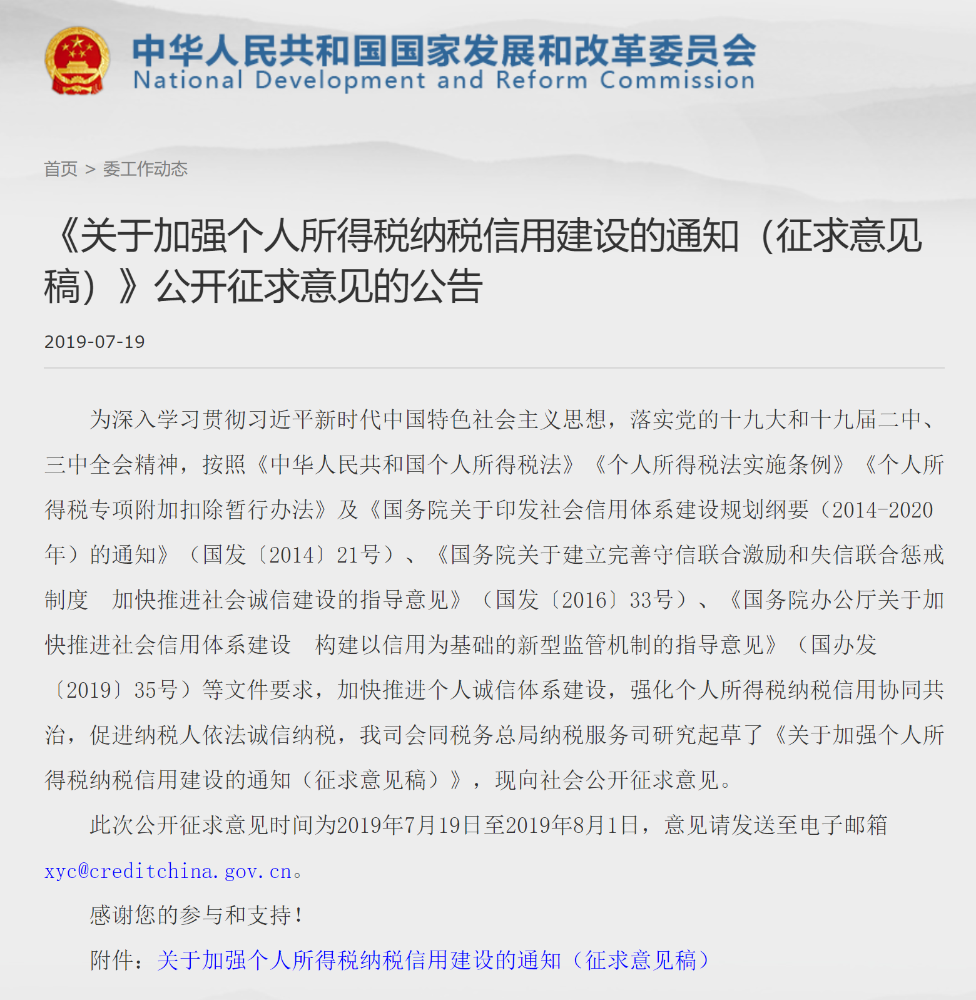 中华人民共和国国家发展和改革委员会
National Development and Reform Commission
首页 > 委工作动态
《关于加强个人所得税纳税信用建设的通知（征求意见
稿）》公开征求意见的公告
2019-07-19
为深入学习贯彻习近平新时代中国特色社会主义思想，落实党的十九大和十九届二中、
三中全会精神，按照《中华人民共和国个人所得税法》《个人所得税法实施条例》《个人所
得税专项附加扣除暂行办法》及《国务院关于印发社会信用体系建设规划纲要（2014-2020
年）的通知》（国发〔2014〕21号）、《国务院关于建立完善守信联合激励和失信联合惩戒
制度　加快推进社会诚信建设的指导意见》（国发〔2016〕33号）、《国务院办公厅关于加
快推进社会信用体系建设　构建以信用为基础的新型监管机制的指导意见》（国办发
〔2019〕35号）等文件要求，加快推进个人诚信体系建设，强化个人所得税纳税信用协同共
治，促进纳税人依法诚信纳税，我司会同税务总局纳税服务司研究起草了《关于加强个人所
得税纳税信用建设的通知（征求意见稿）》，现向社会公开征求意见。
此次公开征求意见时间为2019年7月19日至2019年8月1日，意见请发送至电子邮箱
xyc@creditchina.gov.cn。
感谢您的参与和支持！
附件：关于加强个人所得税纳税信用建设的通知（征求意见稿）